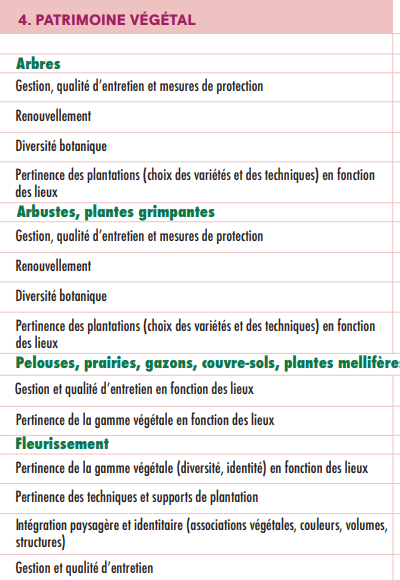 4. PATRIMOINE VÉGÉTAL
Arbres
Gestion, qualité d’entretien et mesures de protection
Renouvellement
Diversité botanique
Pertinence des plantations (choix des variétés et des techniques) en fonction
des lieux
Arbustes, plantes grimpantes
Gestion, qualité d’entretien et mesures de protection
Renouvellement
Diversité botanique
Pertinence des plantations (choix des variétés et des techniques) en fonction
des lieux
Pelouses, prairies, gazons, couvre-sols, plantes mellifères
Gestion et qualité d’entretien en fonction des lieux
Pertinence de la gamme végétale en fonction des lieux
Fleurissement
Pertinence de la gamme végétale (diversité, identité) en fonction des lieux
Pertinence des techniques et supports de plantation
Intégration paysagère et identitaire (associations végétales, couleurs, volumes,
structures)
Gestion et qualité d’entretien